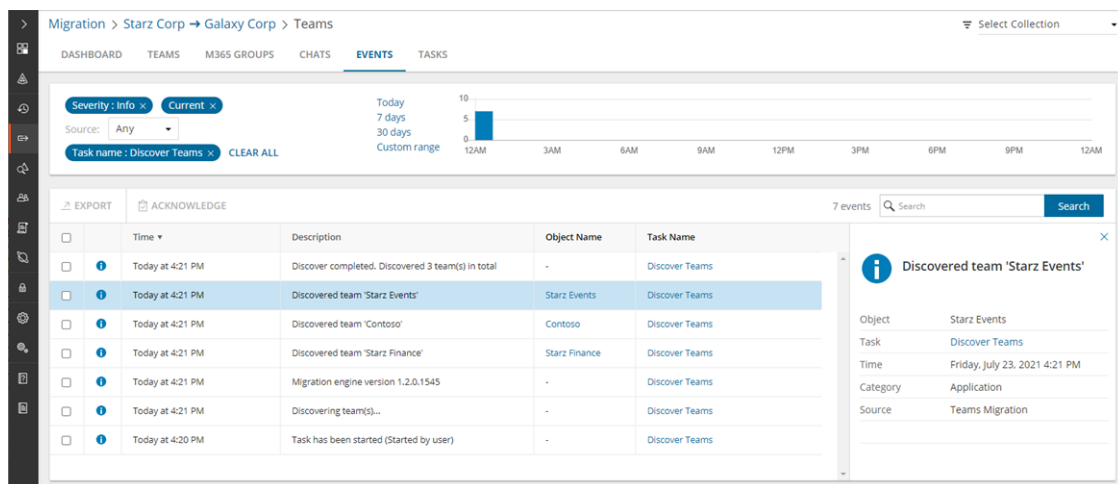 Migration > Starz Corp → Galaxy Corp > Teams
Select Collection
DASHBOARD TEAMS M365 GROUPS CHATS EVENTS TASKS
Severity : Info × Current ×
Source: Any
Task name : Discover Teams × CLEAR ALL
Today
7 days
30 days
Custom range
10
5
0
12AM 3AM 6AM 9AM 12PM 3PM 6PM 9PM 12AM
EXPORT ACKNOWLEDGE
7 events Search Search
Time Description Object Name Task Name
Today at 4:21 PM Discover completed. Discovered 3 team(s) in total - Discover Teams
Today at 4:21 PM Discovered team 'Starz Events' Starz Events Discover Teams
Today at 4:21 PM Discovered team 'Contoso' Contoso Discover Teams
Today at 4:21 PM Discovered team 'Starz Finance' Starz Finance Discover Teams
Today at 4:21 PM Migration engine version 1.2.0.1545 - Discover Teams
Today at 4:21 PM Discovering team(s)... - Discover Teams
Today at 4:20 PM Task has been started (Started by user) - Discover Teams
Discovered team 'Starz Events'
Object Starz Events
Task Discover Teams
Time Friday, July 23, 2021 4:21 PM
Category Application
Source Teams Migration